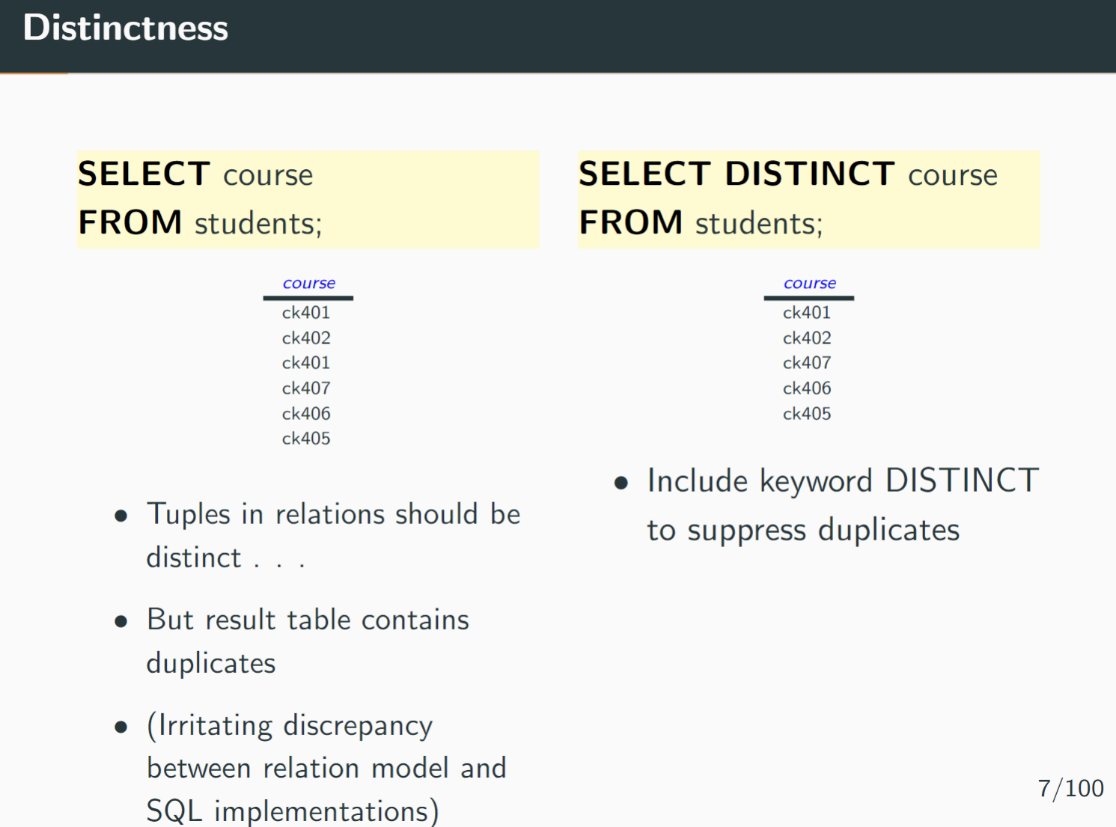 Distinctness
SELECT course
FROM students;
course
ck401
ck402
ck401
ck407
ck406
ck405
• Tuples in relations should be
distinct . . .
• But result table contains
duplicates
• (Irritating discrepancy
between relation model and
SQL implementations)
SELECT DISTINCT course
FROM students;
course
ck401
ck402
ck407
ck406
ck405
• Include keyword DISTINCT
to suppress duplicates
7/100